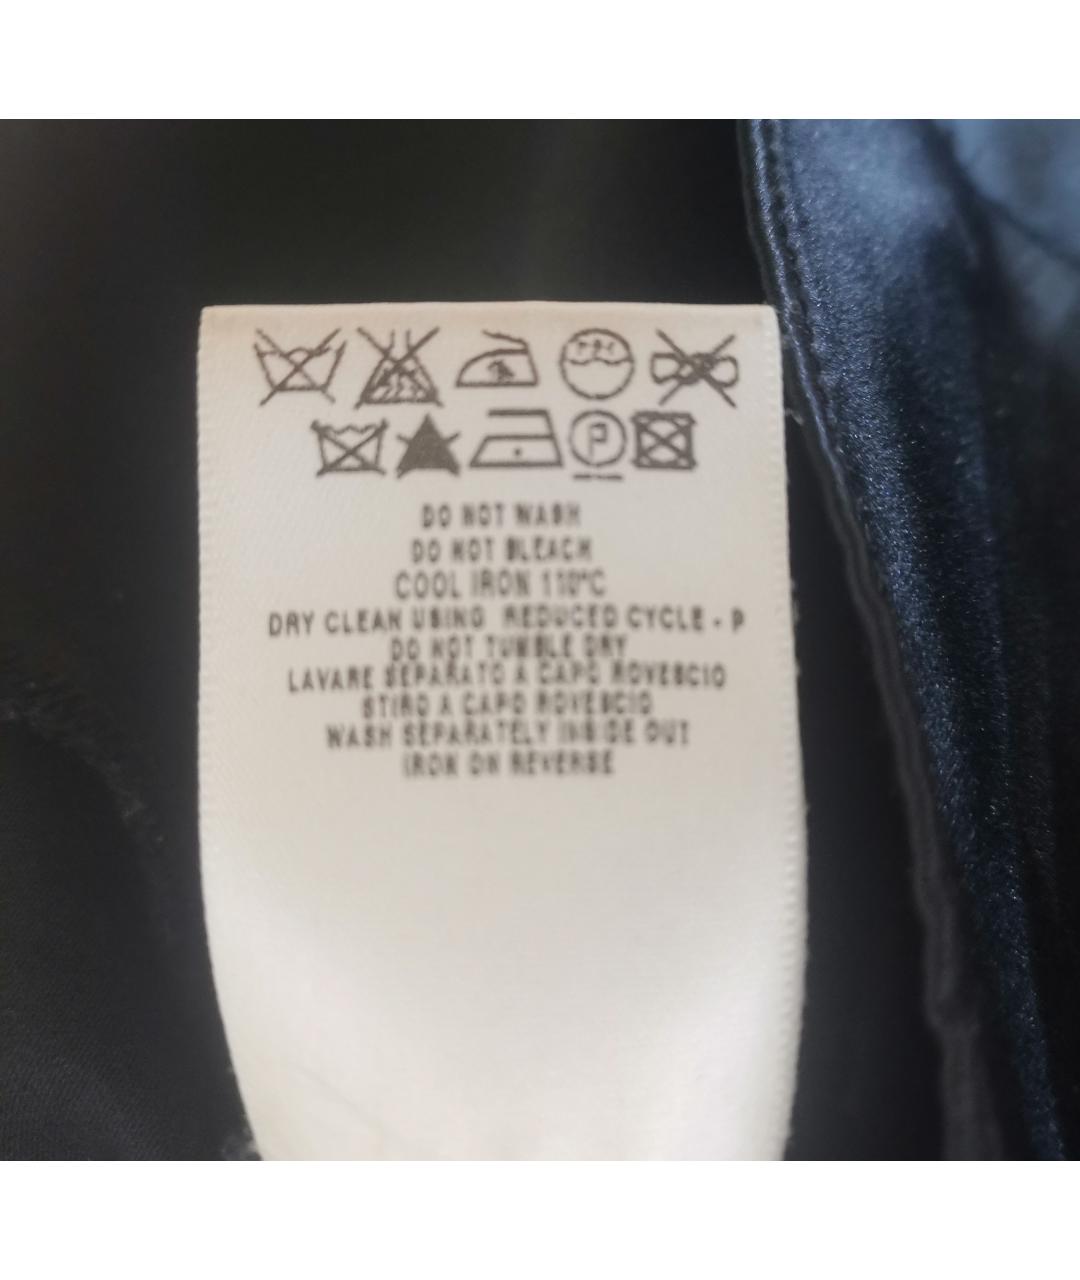 P
DO NOT WASH
DO NOT BLEACH
COOL IRON 110°C
DRY CLEAN USING REDUCED CYCLE - P
DO NOT TUMBLE DRY
LAVARE SEPARATO A CAPO ROVESCIO
STIRO A CAPO ROVESCIO
WASH SEPARATELY INSIDE OUT
IRON ON REVERSE